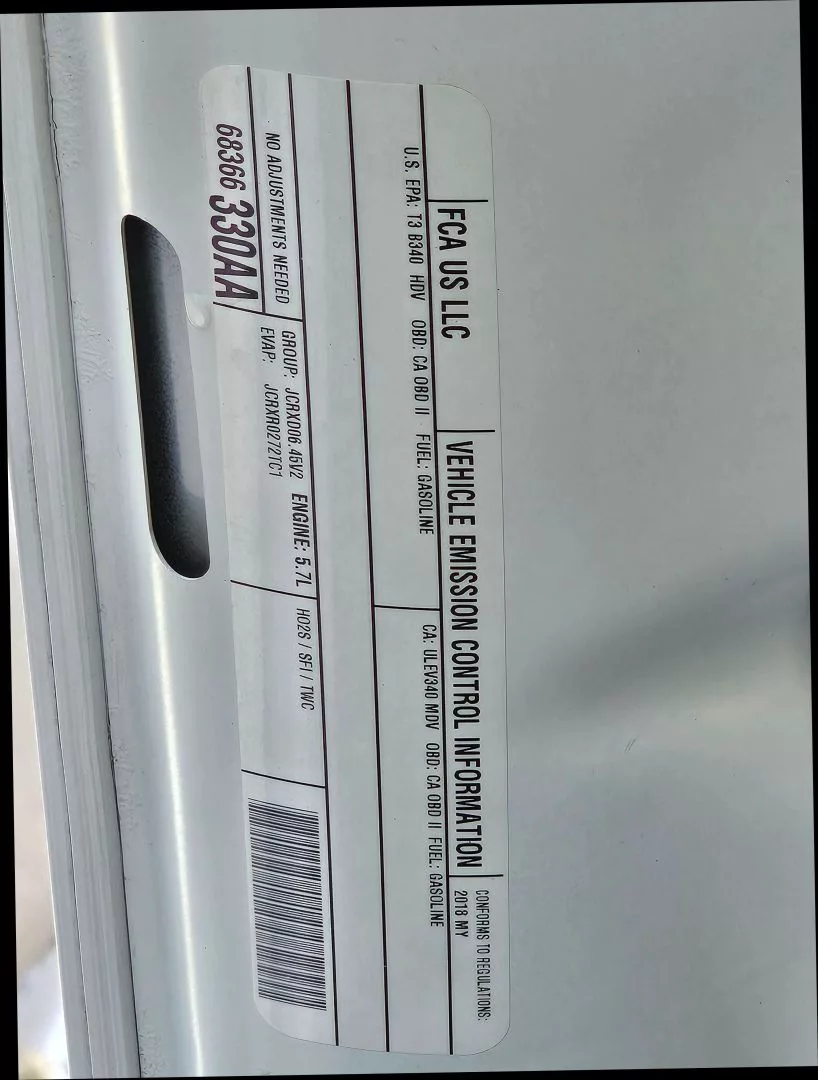 FCA US LLC
VEHICLE EMISSION CONTROL INFORMATION
CONFORMS TO REGULATIONS:
2018 MY
U.S. EPA: T3 B340 HDV OBD: CA OBD II FUEL: GASOLINE
CA: ULEV340 MDV OBD: CA OBD II FUEL: GASOLINE
NO ADJUSTMENTS NEEDED
68366 330AA
GROUP: JCRXD06.45V2 ENGINE: 5.7L
EVAP: JCRXR0272TC1
HO2S / SFI / TWC